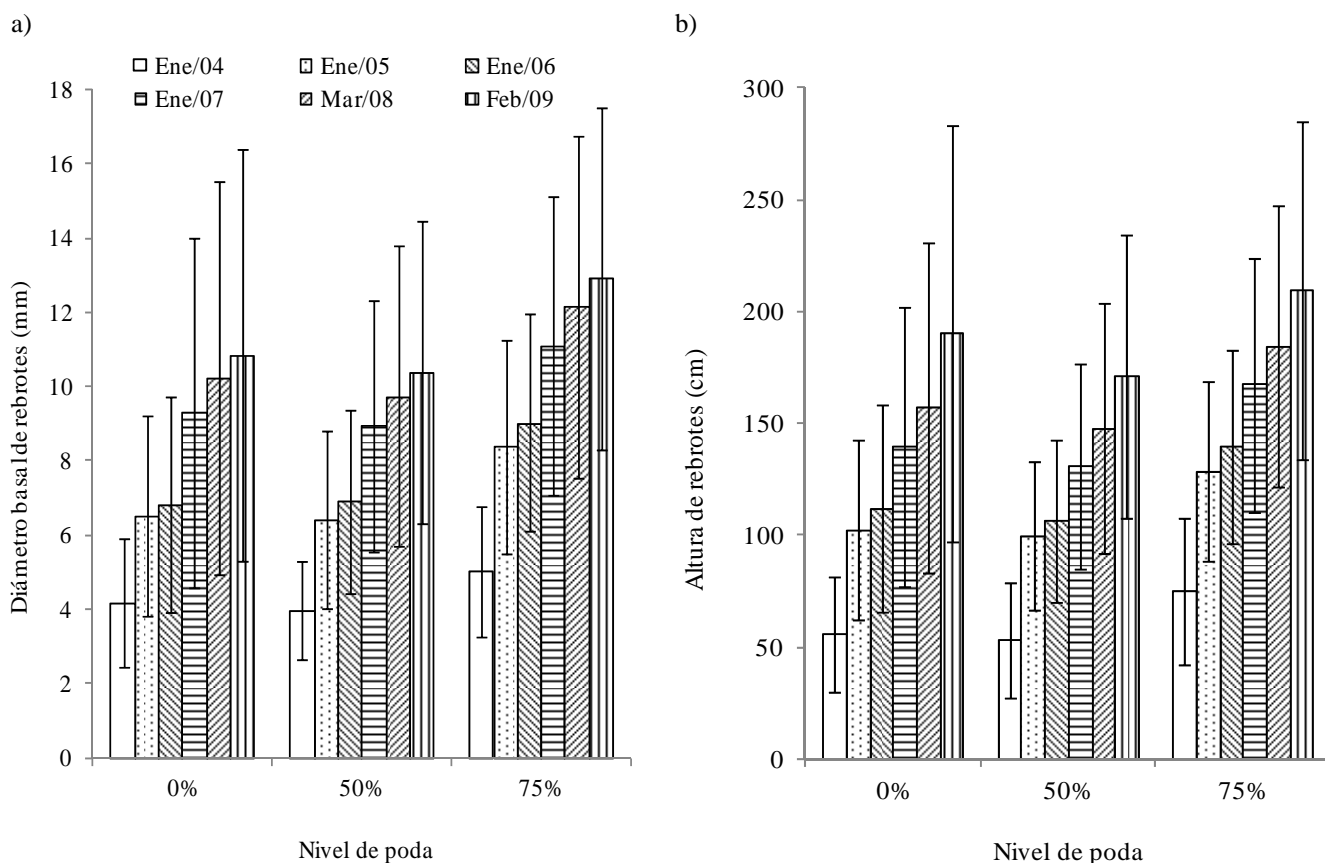 a)
Ene/04 Ene/05 Ene/06
Ene/07 Mar/08 Feb/09
18
16
14
12
10
8
6
4
2
0
Diámetro basal de rebrotes (mm)
0% 50% 75%
Nivel de poda
b)
300
250
200
150
100
50
0
Altura de rebrotes (cm)
0% 50% 75%
Nivel de poda